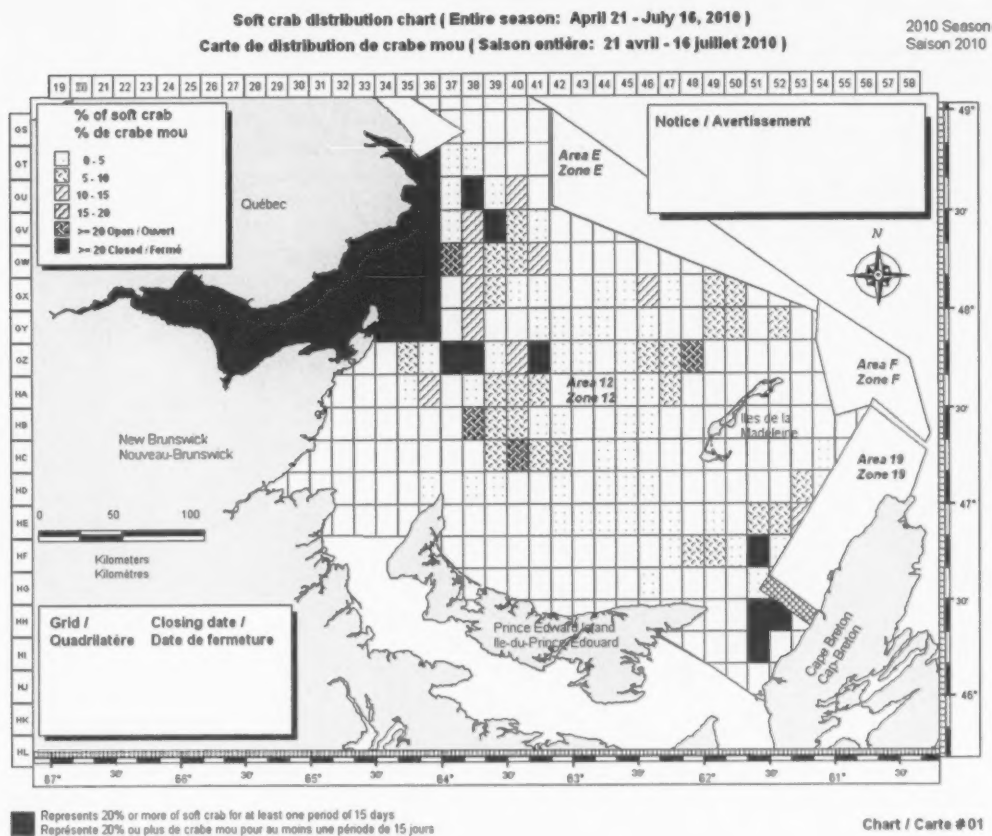 Soft crab distribution chart ( Entire season: April 21 - July 16, 2010 )
Carte de distribution de crabe mou ( Saison entière: 21 avril - 16 juillet 2010 )
2010 Season
Saison 2010
19 20 21 22 23 24 25 26 27 28 29 30 31 32 33 34 35 36 37 38 39 40 41 42 43 44 45 46 47 48 49 50 51 52 53 54 55 56 57 58
% of soft crab
% de crabe mou
0 - 5
5 - 10
10 - 15
15 - 20
>= 20 Open / Ouvert
>= 20 Closed / Fermé
Notice / Avertissement
GS
GT
GU
GV
GW
GX
GY
GZ
HA
HB
HC
HD
HE
HF
HG
HH
HI
HJ
HK
HL
Québec
Area E
Zone E
N
Area F
Zone F
Area 12
Zone 12
Iles de la
Madeleine
Area 19
Zone 19
New Brunswick
Nouveau-Brunswick
0 50 100
Kilometers
Kilomètres
Grid /
Quadrilatère
Closing date /
Date de fermeture
Prince Edward Island
Ile-du-Prince-Édouard
Cape Breton
Cap-Breton
49°
30'
48°
30'
47°
30'
46°
67° 30' 66° 30' 65° 30' 64° 30' 63° 30' 62° 30' 61° 30'
Represents 20% or more of soft crab for at least one period of 15 days
Représente 20% ou plus de crabe mou pour au moins une période de 15 jours
Chart / Carte #01